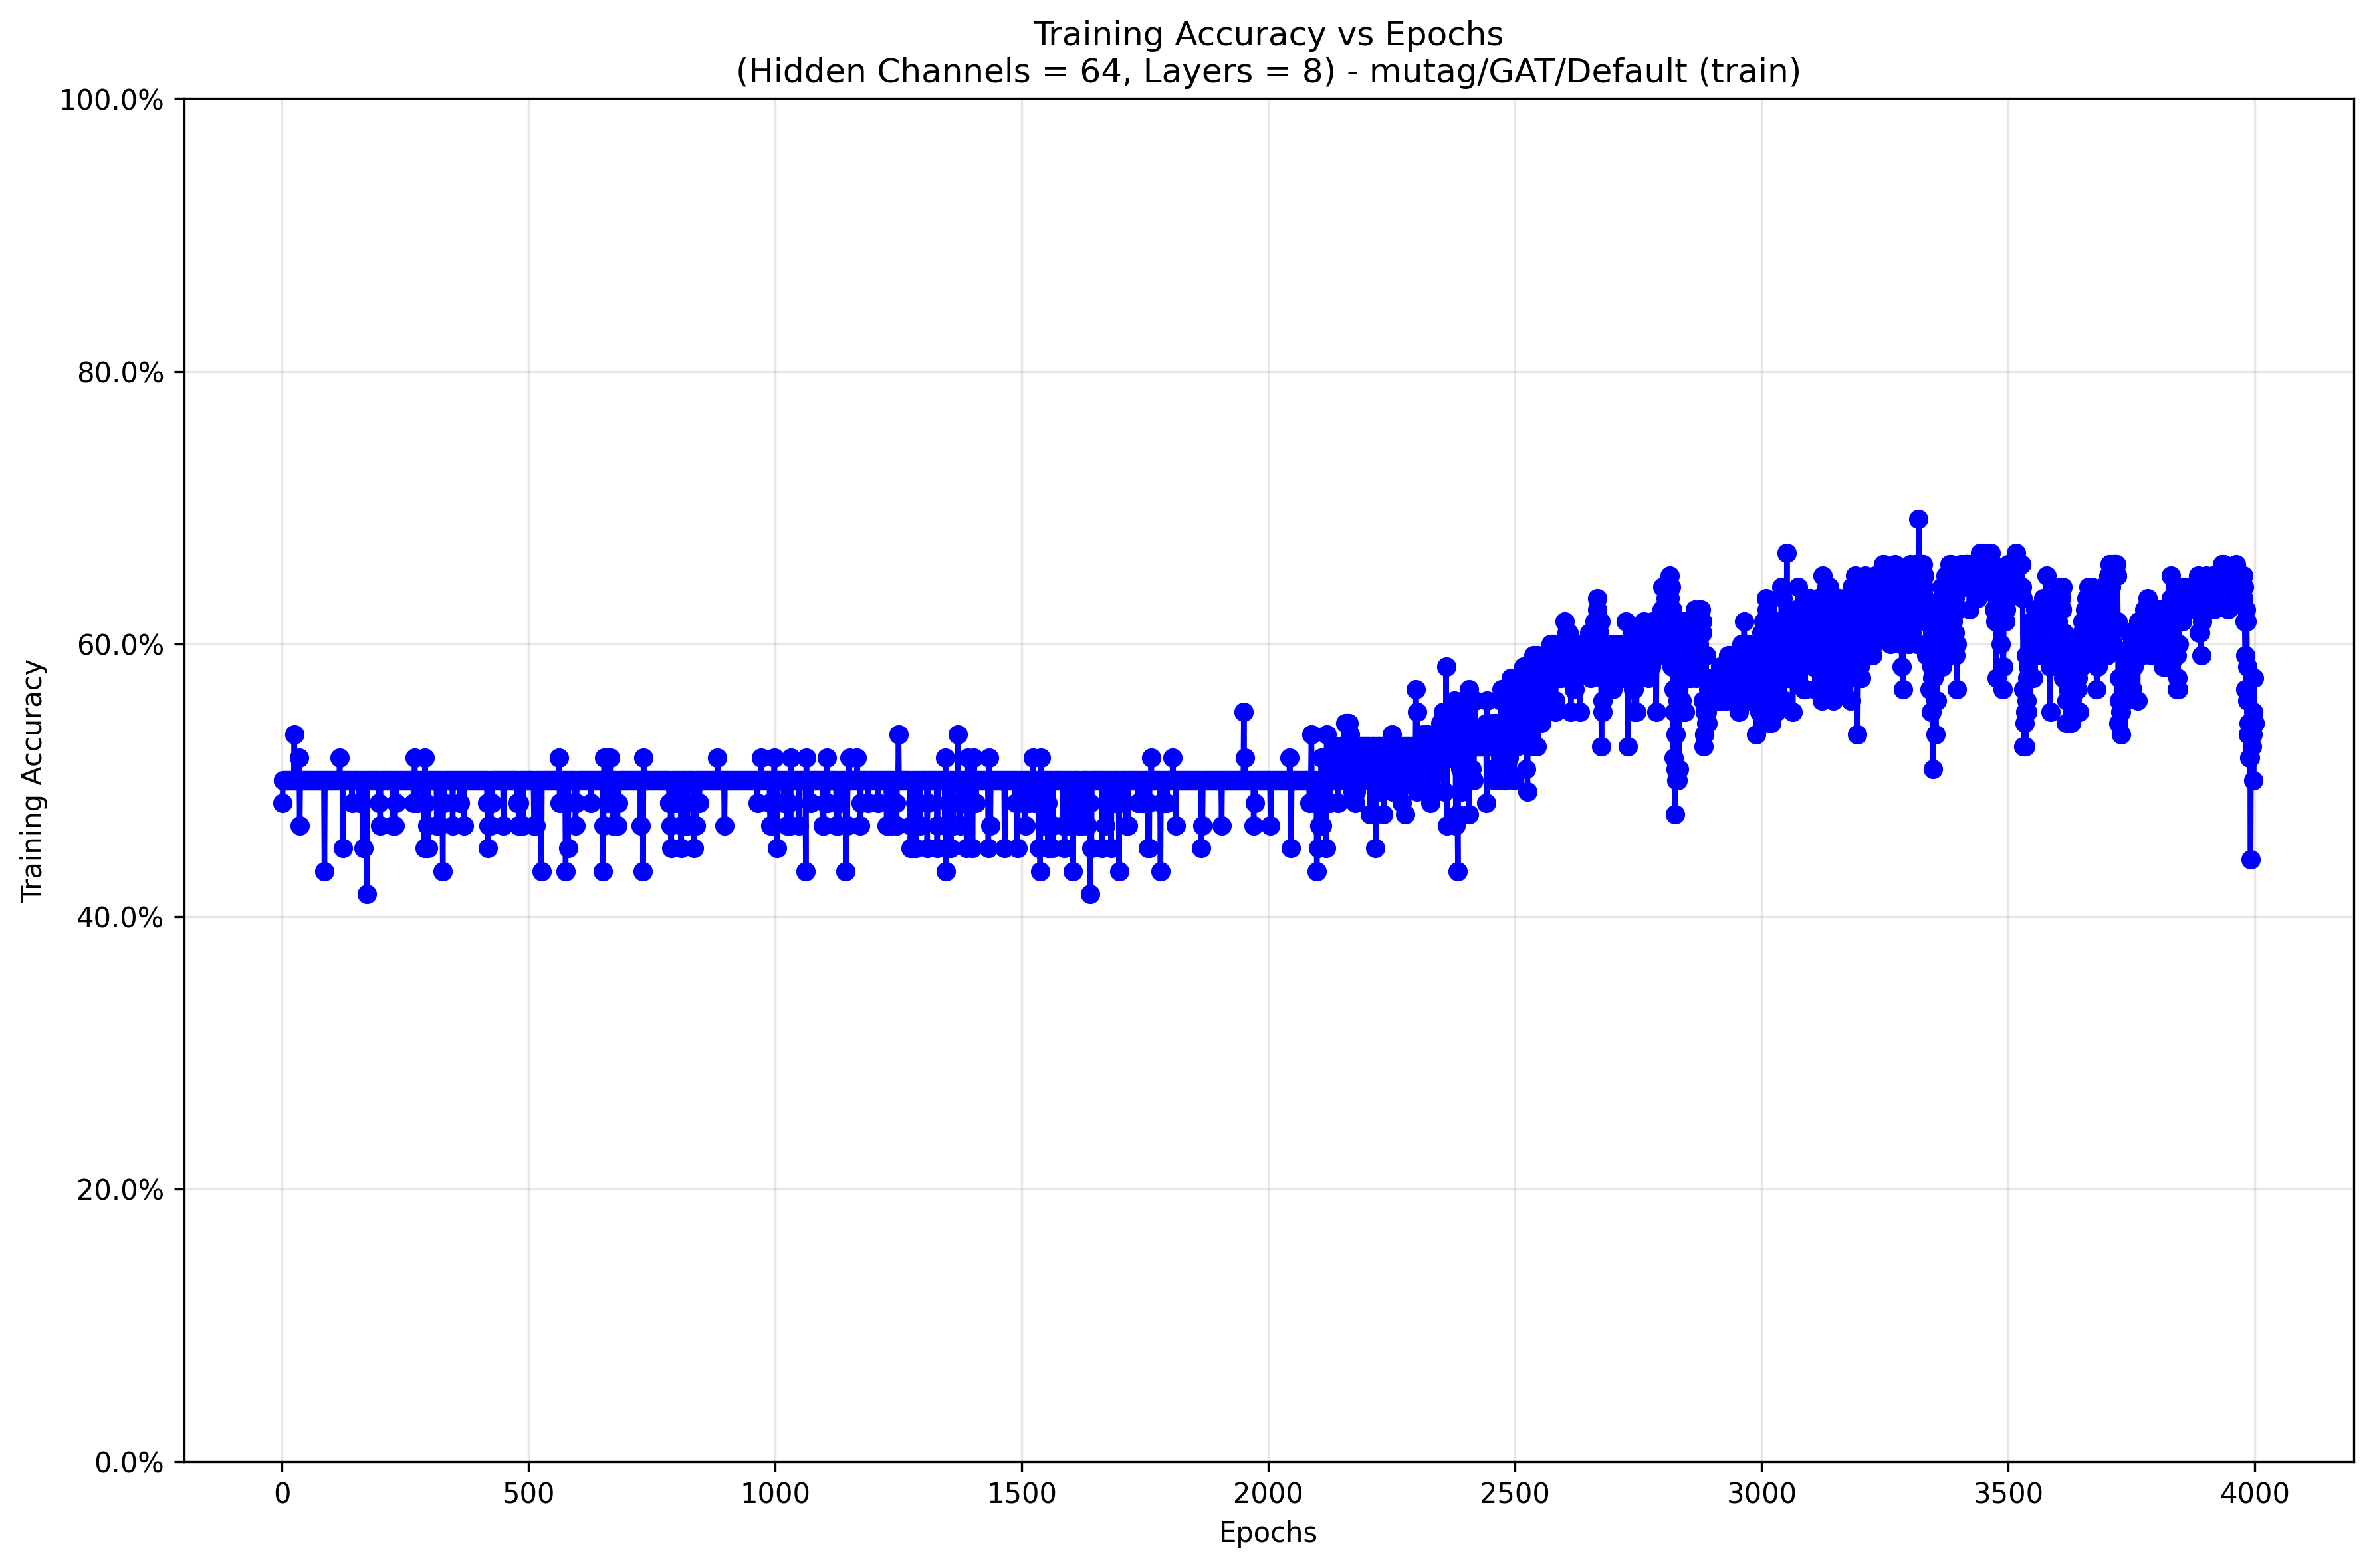 Training Accuracy vs Epochs
(Hidden Channels = 64, Layers = 8) - mutag/GAT/Default (train)
Training Accuracy
100.0%
80.0%
60.0%
40.0%
20.0%
0.0%
0 500 1000 1500 2000 2500 3000 3500 4000
Epochs